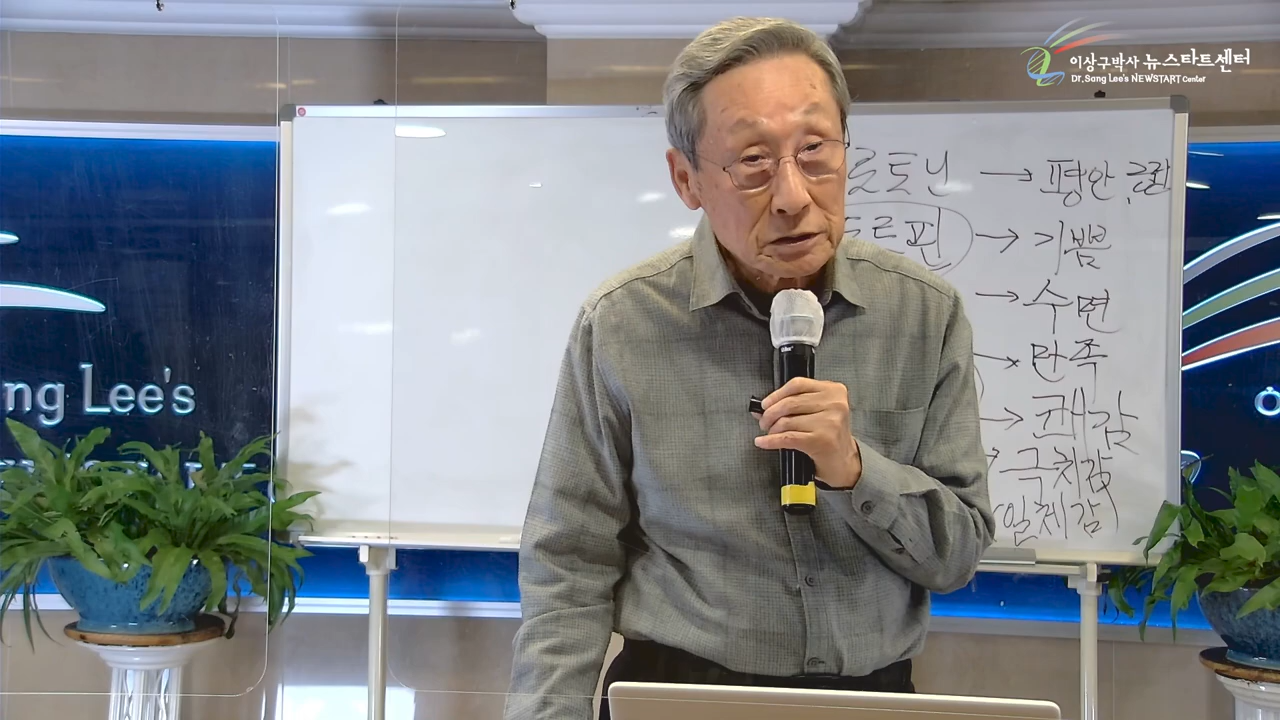 이상구박사 뉴스타트센터
Dr. Sang Lee's NEWSTART Center
로토닌 → 평안,
르핀 → 기쁨
→ 수면
→ 만족
→ 쾌감
극치감
일체감
ng Lee's